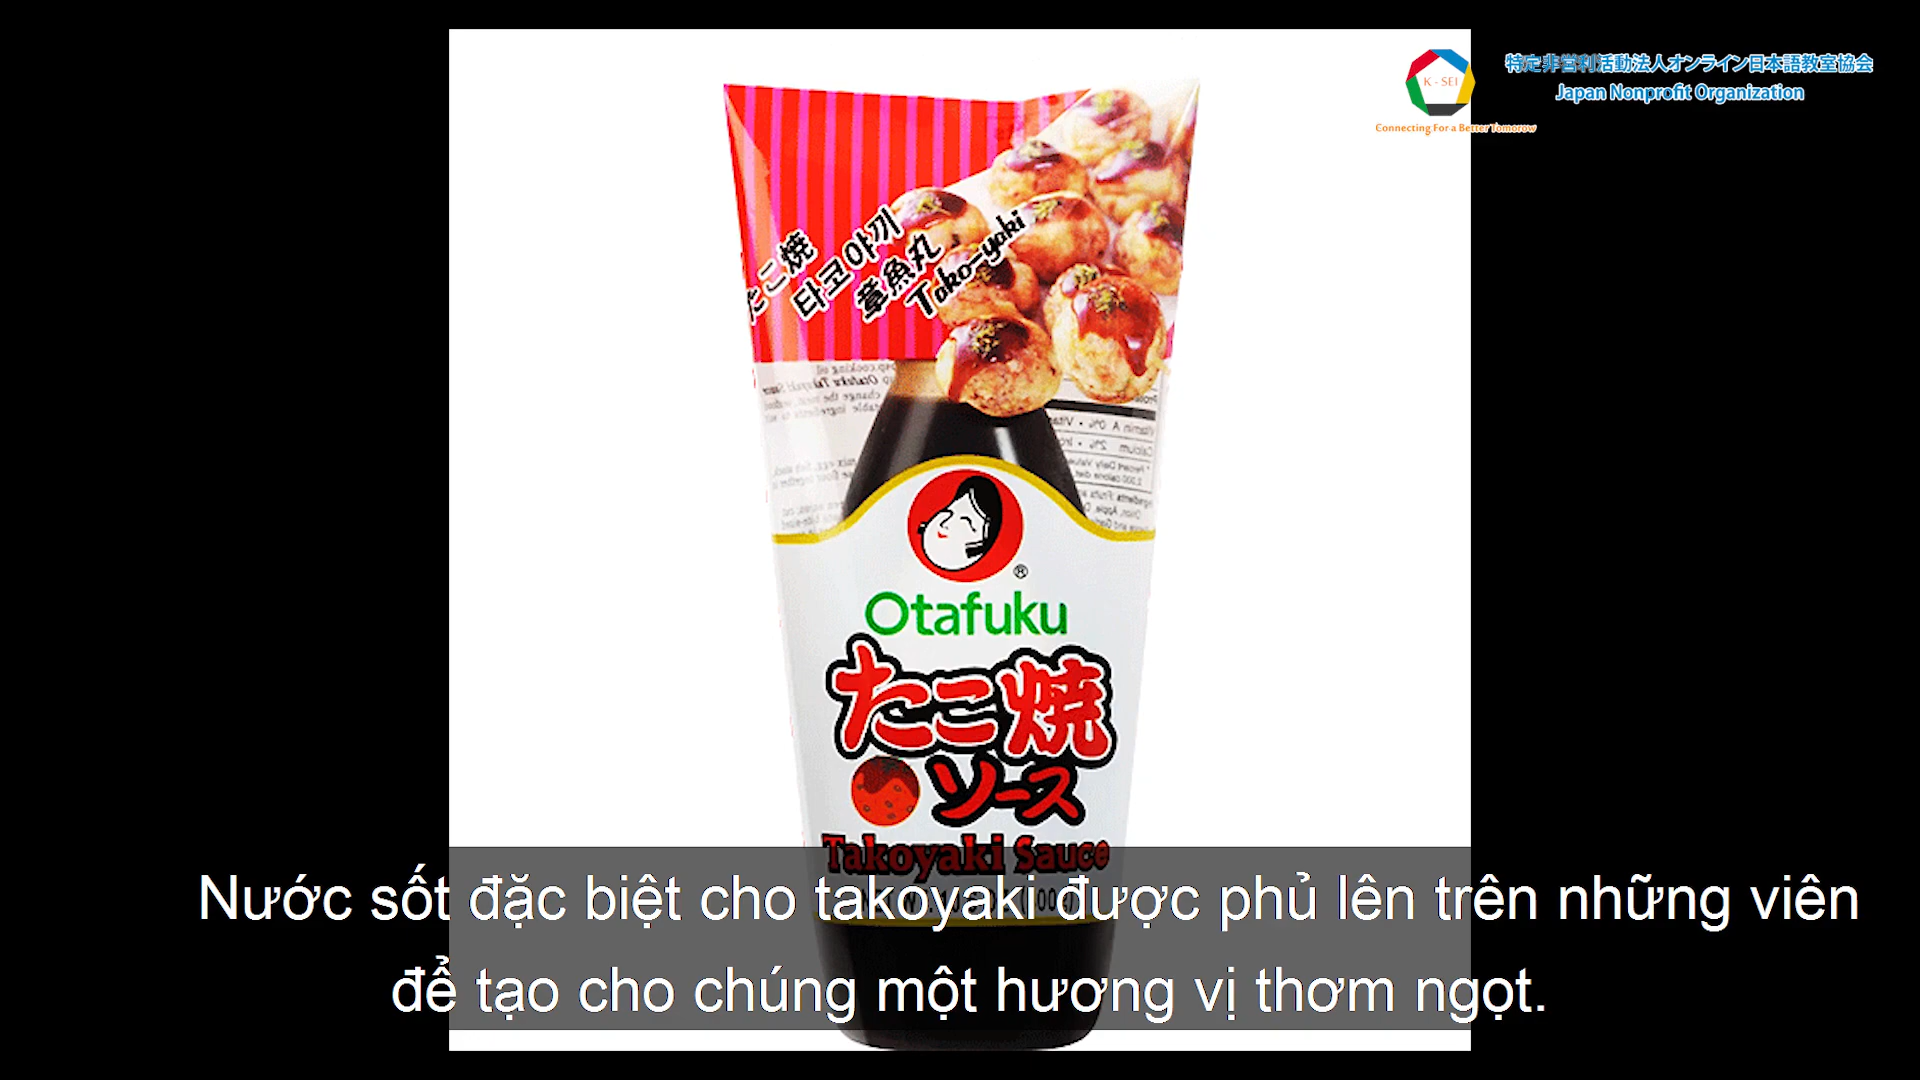 K - SEI
Connecting For a Better Tomorow
特定非営利活動法人オンライン日本語教室協会
Japan Nonprofit Organization
たこ焼
타코야끼
章魚丸
Tako-yaki
®
Otafuku
たこ焼
ソース
Takoyaki Sauce
Nước sốt đặc biệt cho takoyaki được phủ lên trên những viên
để tạo cho chúng một hương vị thơm ngọt.